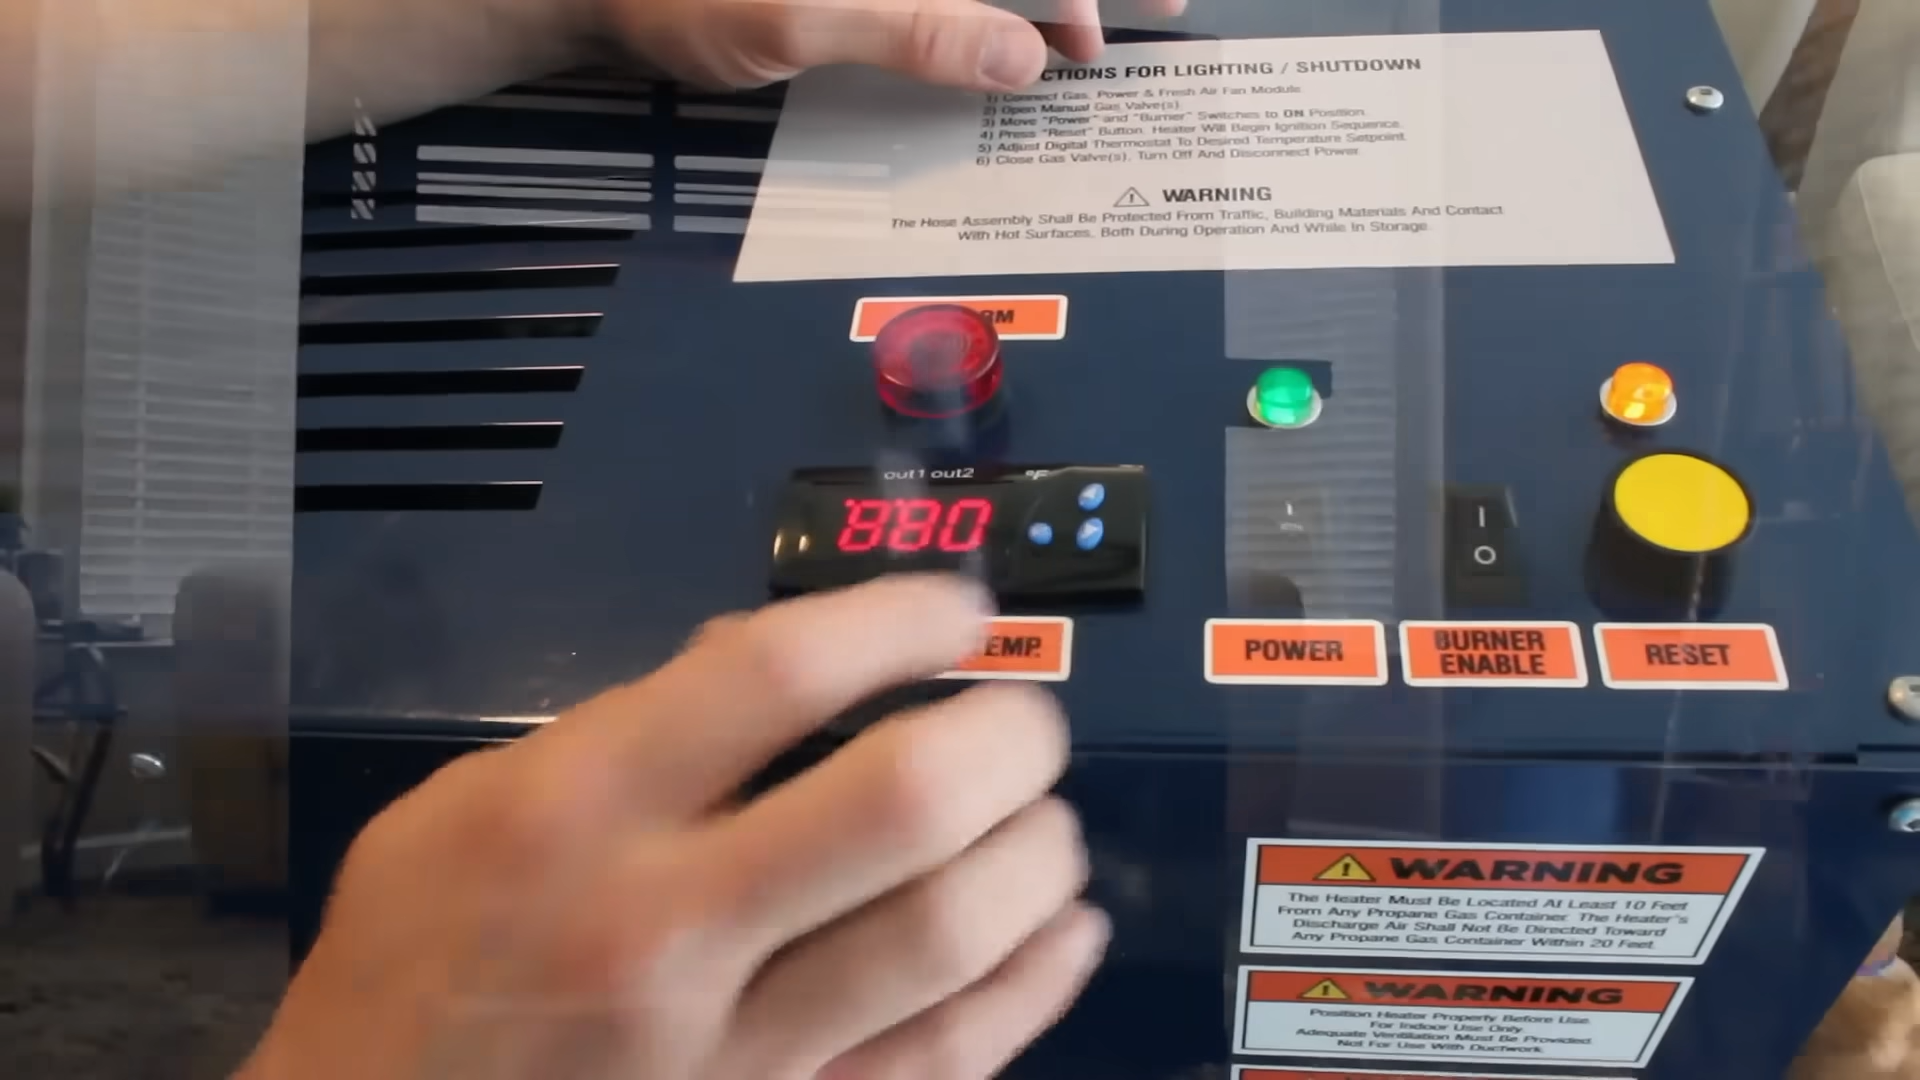 CTIONS FOR LIGHTING / SHUTDOWN
1) Connect Gas, Power & Fresh Air Fan Module
2) Open Manual Gas Valve(s).
3) Move "Power" and "Burner" Switches to ON Position.
4) Press "Reset" Button. Heater Will Begin Ignition Sequence.
5) Adjust Digital Thermostat To Desired Temperature Setpoint.
6) Close Gas Valve(s), Turn Off And Disconnect Power.
WARNING
The Hose Assembly Shall Be Protected From Traffic, Building Materials And Contact
With Hot Surfaces, Both During Operation And While In Storage.
RM
out1 out2 °F
880
I
O
EMP.
POWER
BURNER
ENABLE
RESET
WARNING
The Heater Must Be Located At Least 10 Feet
From Any Propane Gas Container. The Heater's
Discharge Air Shall Not Be Directed Toward
Any Propane Gas Container Within 20 Feet.
WARNING
Position Heater Properly Before Use.
For Indoor Use Only.
Adequate Ventilation Must Be Provided.
Not For Use With Ductwork.